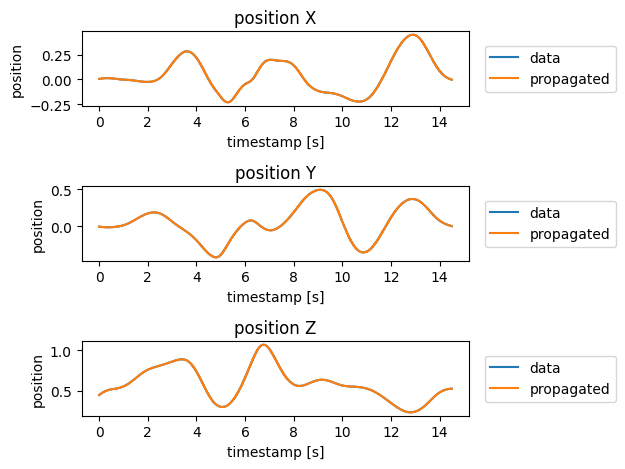 position X
position
0.25
0.00
−0.25
0 2 4 6 8 10 12 14
timestamp [s]
data
propagated
position Y
position
0.5
0.0
0 2 4 6 8 10 12 14
timestamp [s]
data
propagated
position Z
position
1.0
0.5
0 2 4 6 8 10 12 14
timestamp [s]
data
propagated